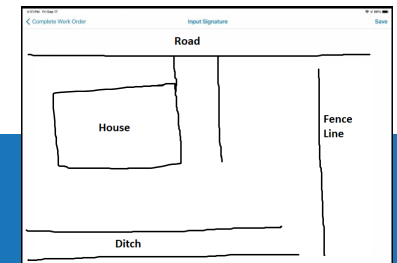 Complete Work Order
Input Signature
Save
Road
House
Fence
Line
Ditch